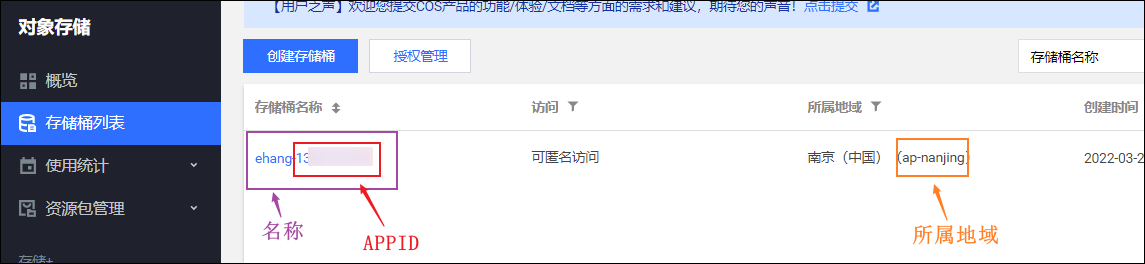 【用户之声】欢迎您提交COS产品的功能/体验/文档等方面的需求和建议，期待您的声音！点击提交
对象存储
创建存储桶
授权管理
存储桶名称
概览
存储桶名称
访问
所属地域
创建时间
存储桶列表
ehang-13
可匿名访问
南京（中国）
(ap-nanjing)
2022-03-2
使用统计
资源包管理
名称
APPID
所属地域
存储+